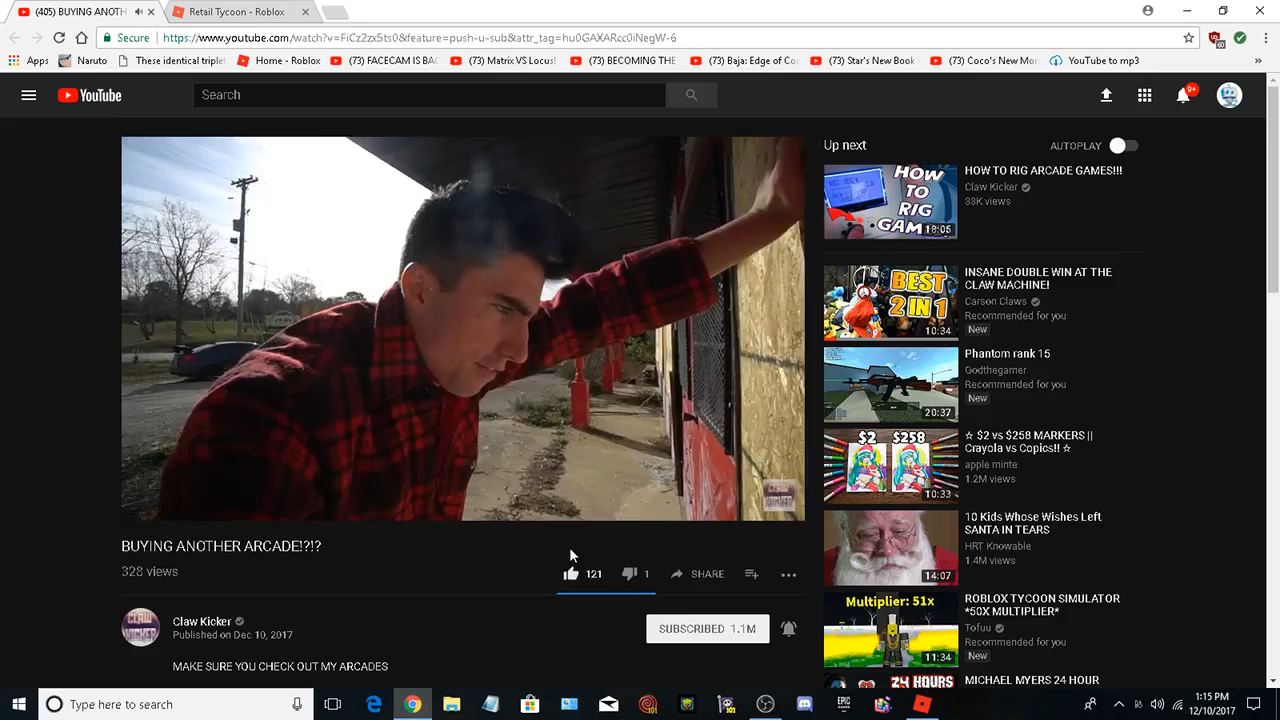 (405) BUYING ANOTH
Retail Tycoon - Roblox
Secure
https://www.youtube.com/watch?v=FiCz2zx5ts0&feature=push-u-sub&attr_tag=hu0GAXARcc0iNegW-6
Apps
Naruto
These identical triplet
Home - Roblox
(73) FACECAM IS BAC
(73) Matrix VS Locus!
(73) BECOMING THE
(73) Baja: Edge of Co
(73) Star's New Book
(73) Coco's New Mor
YouTube to mp3
»
YouTube
Search
9+
Up next
AUTOPLAY
HOW TO RIG ARCADE GAMES!!!
Claw Kicker
33K views
HOW TO RIG GAM
18:05
INSANE DOUBLE WIN AT THE
CLAW MACHINE!
Carson Claws
Recommended for you
New
BEST
2 IN 1
10:34
Phantom rank 15
Godthegamer
Recommended for you
New
20:37
☆ $2 vs $258 MARKERS ||
Crayola vs Copics!! ☆
apple minte
1.2M views
$2 $258
10:33
10 Kids Whose Wishes Left
SANTA IN TEARS
HRT Knowable
1.4M views
14:07
ROBLOX TYCOON SIMULATOR
*50X MULTIPLIER*
Tofuu
Recommended for you
New
Multiplier: 51x
11:34
MICHAEL MYERS 24 HOUR
24 HOURS
CLAW
KICKER
BUYING ANOTHER ARCADE!?!?
328 views
121
1
SHARE
CLAW
KICKER
Claw Kicker
Published on Dec 10, 2017
SUBSCRIBED 1.1M
MAKE SURE YOU CHECK OUT MY ARCADES
Type here to search
EPIC
GAMES
1:15 PM
12/10/2017